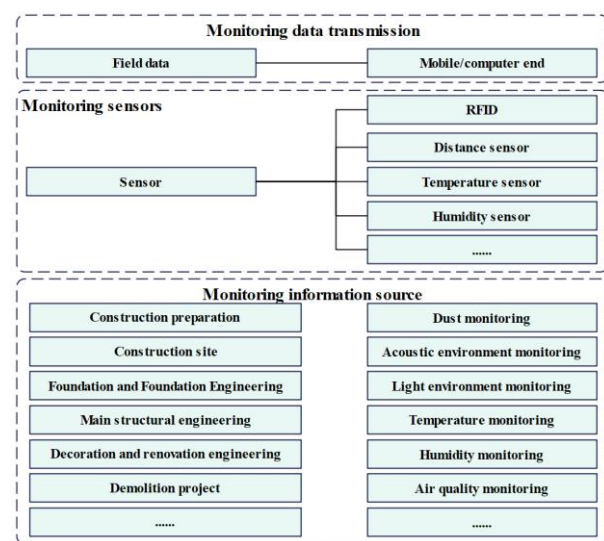 Monitoring data transmission
Field data
Mobile/computer end
Monitoring sensors
RFID
Distance sensor
Sensor
Temperature sensor
Humidity sensor
......
Monitoring information source
Construction preparation
Dust monitoring
Construction site
Acoustic environment monitoring
Foundation and Foundation Engineering
Light environment monitoring
Main structural engineering
Temperature monitoring
Decoration and renovation engineering
Humidity monitoring
Demolition project
Air quality monitoring
......
......